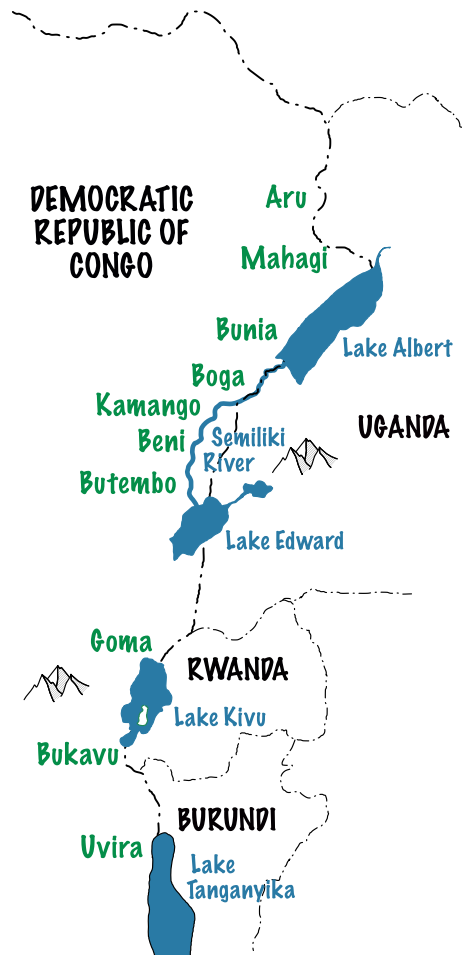 DEMOCRATIC
REPUBLIC OF
CONGO
Aru
Mahagi
Bunia
Lake Albert
Boga
Kamango
UGANDA
Beni
Semiliki
River
Butembo
Lake Edward
Goma
RWANDA
Lake Kivu
Bukavu
BURUNDI
Uvira
Lake
Tanganyika